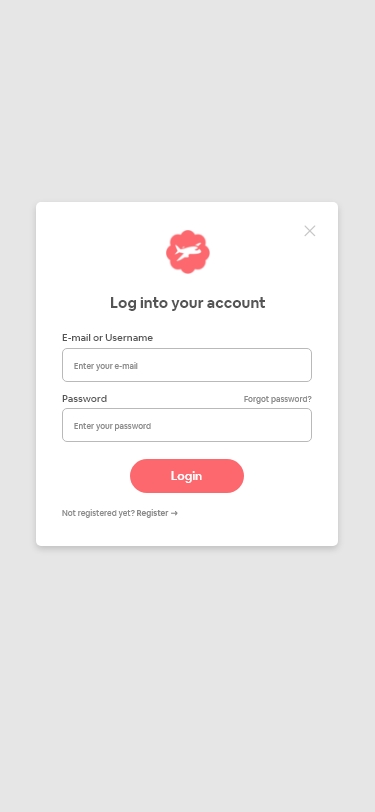 Log into your account
E-mail or Username
Enter your e-mail
Password Forgot password?
Enter your password
Login
Not registered yet? Register →